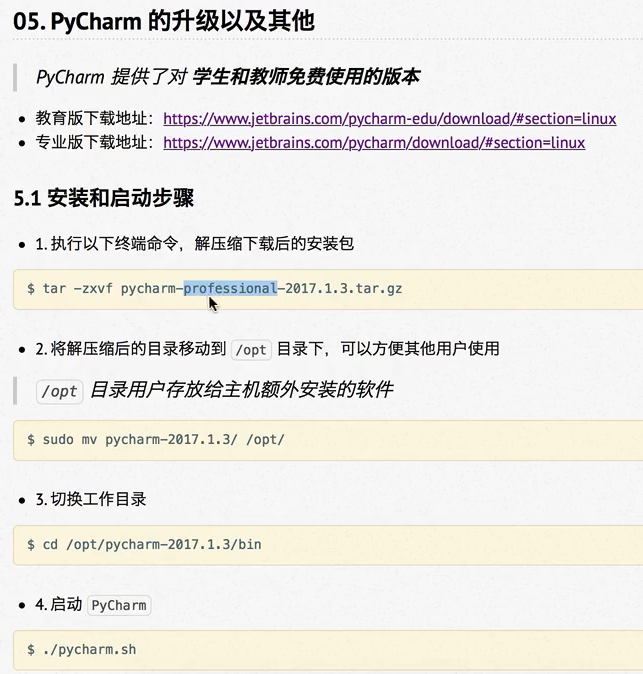 05. PyCharm 的升级以及其他
PyCharm 提供了对 学生和教师免费使用的版本
• 教育版下载地址：https://www.jetbrains.com/pycharm-edu/download/#section=linux
• 专业版下载地址：https://www.jetbrains.com/pycharm/download/#section=linux
5.1 安装和启动步骤
• 1. 执行以下终端命令，解压缩下载后的安装包
$ tar -zxvf pycharm-professional-2017.1.3.tar.gz
• 2. 将解压缩后的目录移动到 /opt 目录下，可以方便其他用户使用
/opt 目录用户存放给主机额外安装的软件
$ sudo mv pycharm-2017.1.3/ /opt/
• 3. 切换工作目录
$ cd /opt/pycharm-2017.1.3/bin
• 4. 启动 PyCharm
$ ./pycharm.sh